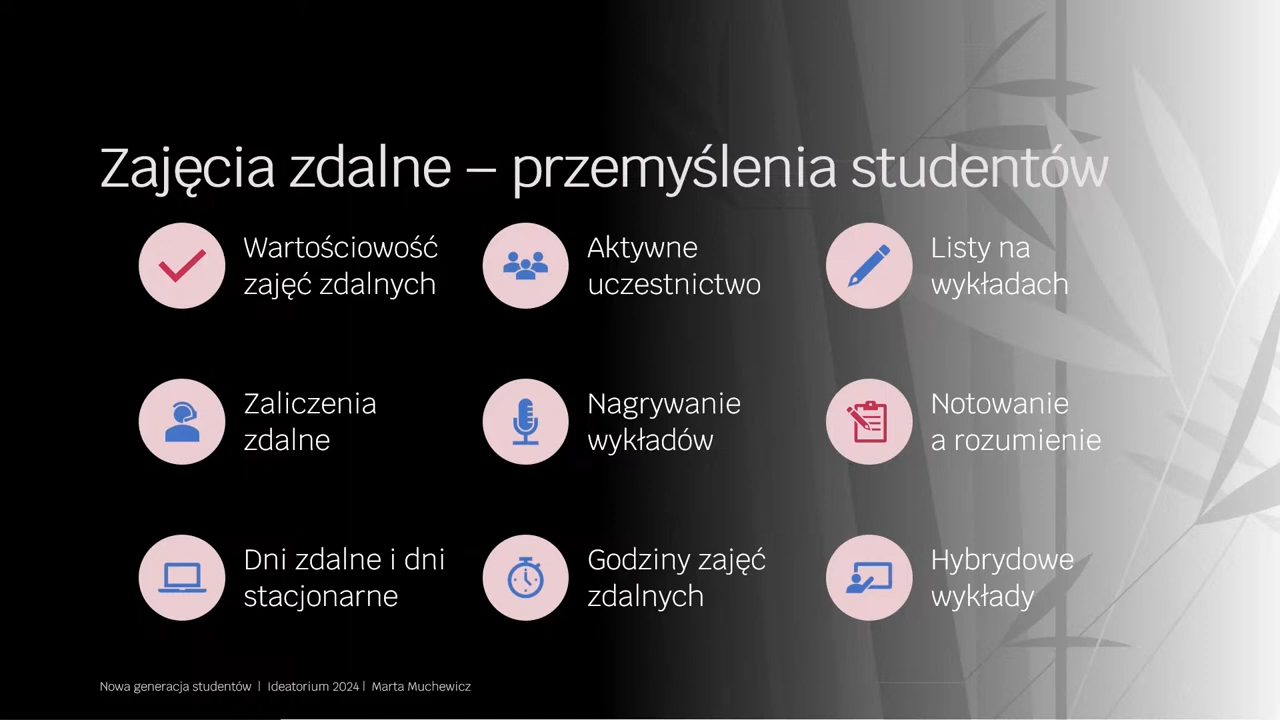 Zajęcia zdalne – przemyślenia studentów
Wartościowość
zajęć zdalnych
Aktywne
uczestnictwo
Listy na
wykładach
Zaliczenia
zdalne
Nagrywanie
wykładów
Notowanie
a rozumienie
Dni zdalne i dni
stacjonarne
Godziny zajęć
zdalnych
Hybrydowe
wykłady
Nowa generacja studentów | Ideatorium 2024 | Marta Muchewicz